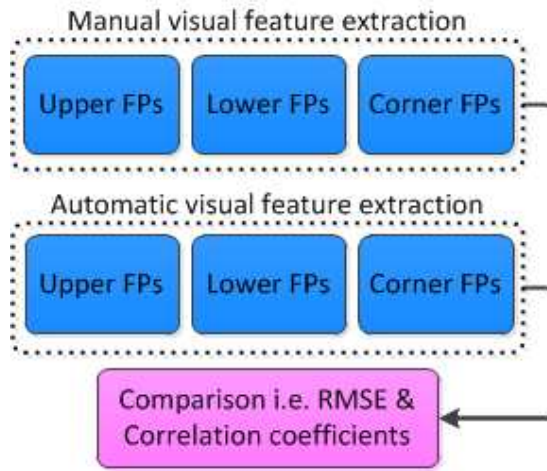 Manual visual feature extraction
Upper FPs
Lower FPs
Corner FPs
Automatic visual feature extraction
Upper FPs
Lower FPs
Corner FPs
Comparison i.e. RMSE &
Correlation coefficients